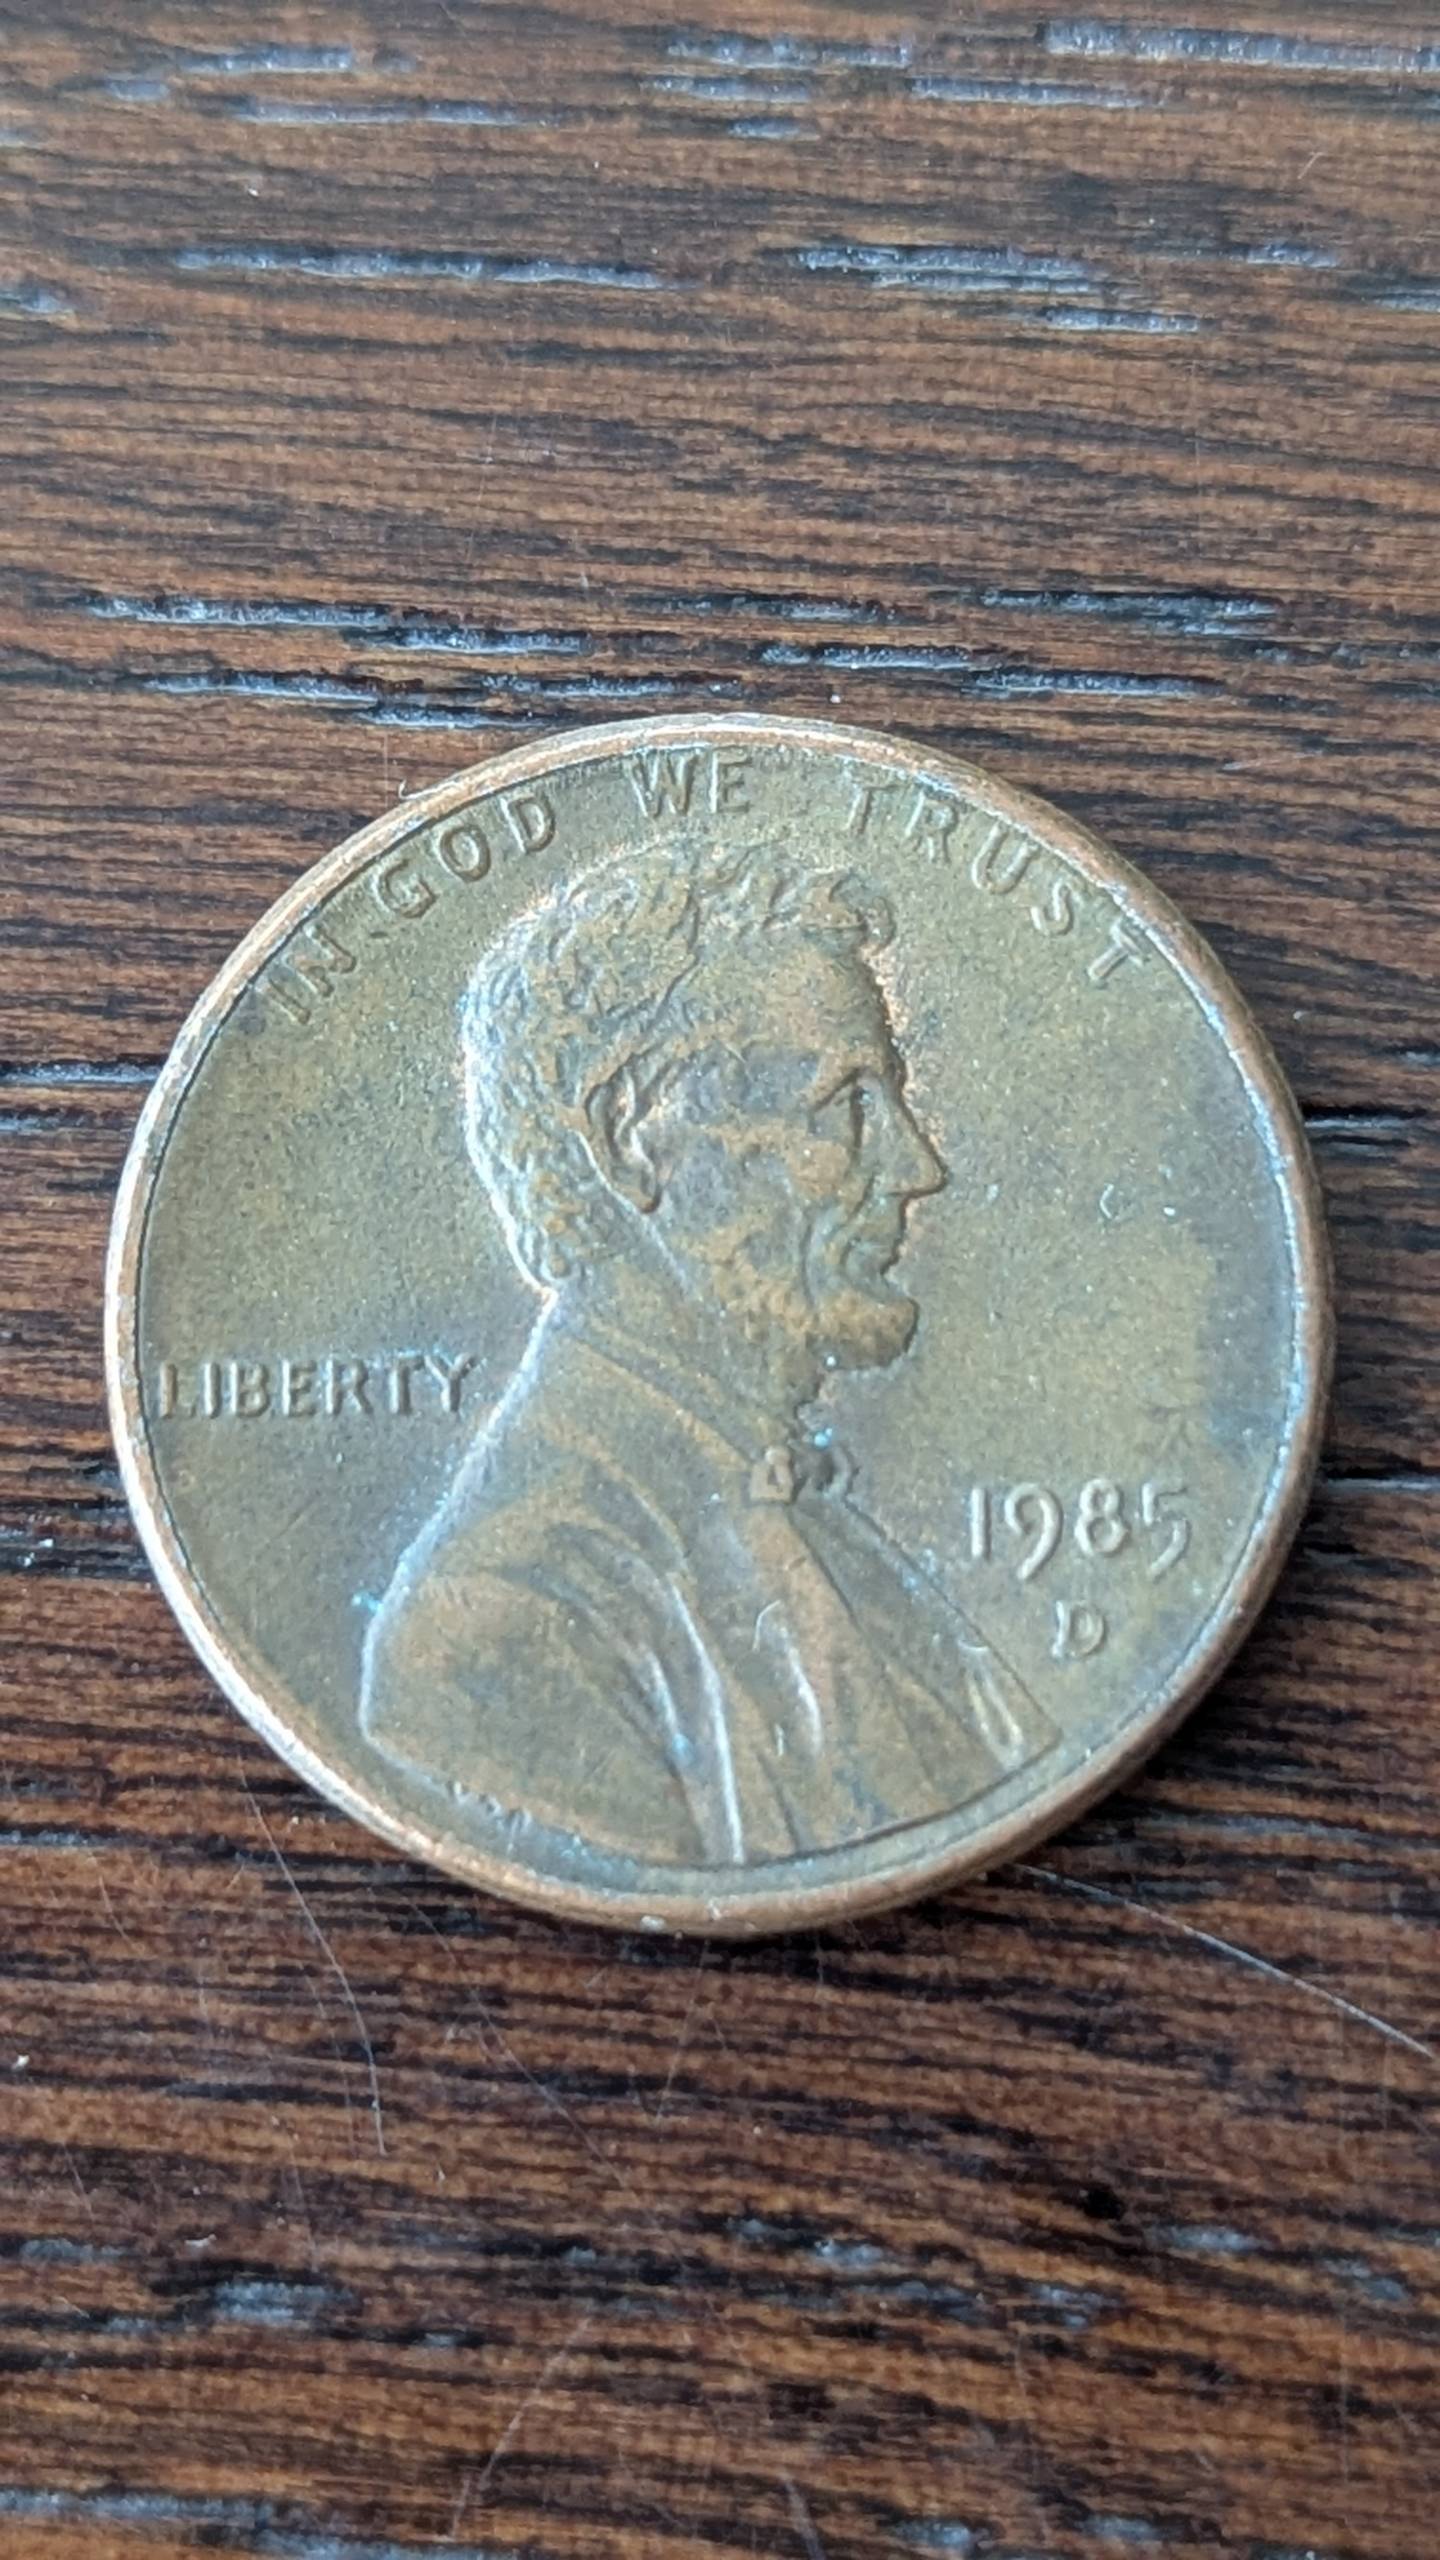 IN GOD WE TRUST
LIBERTY
1985
D